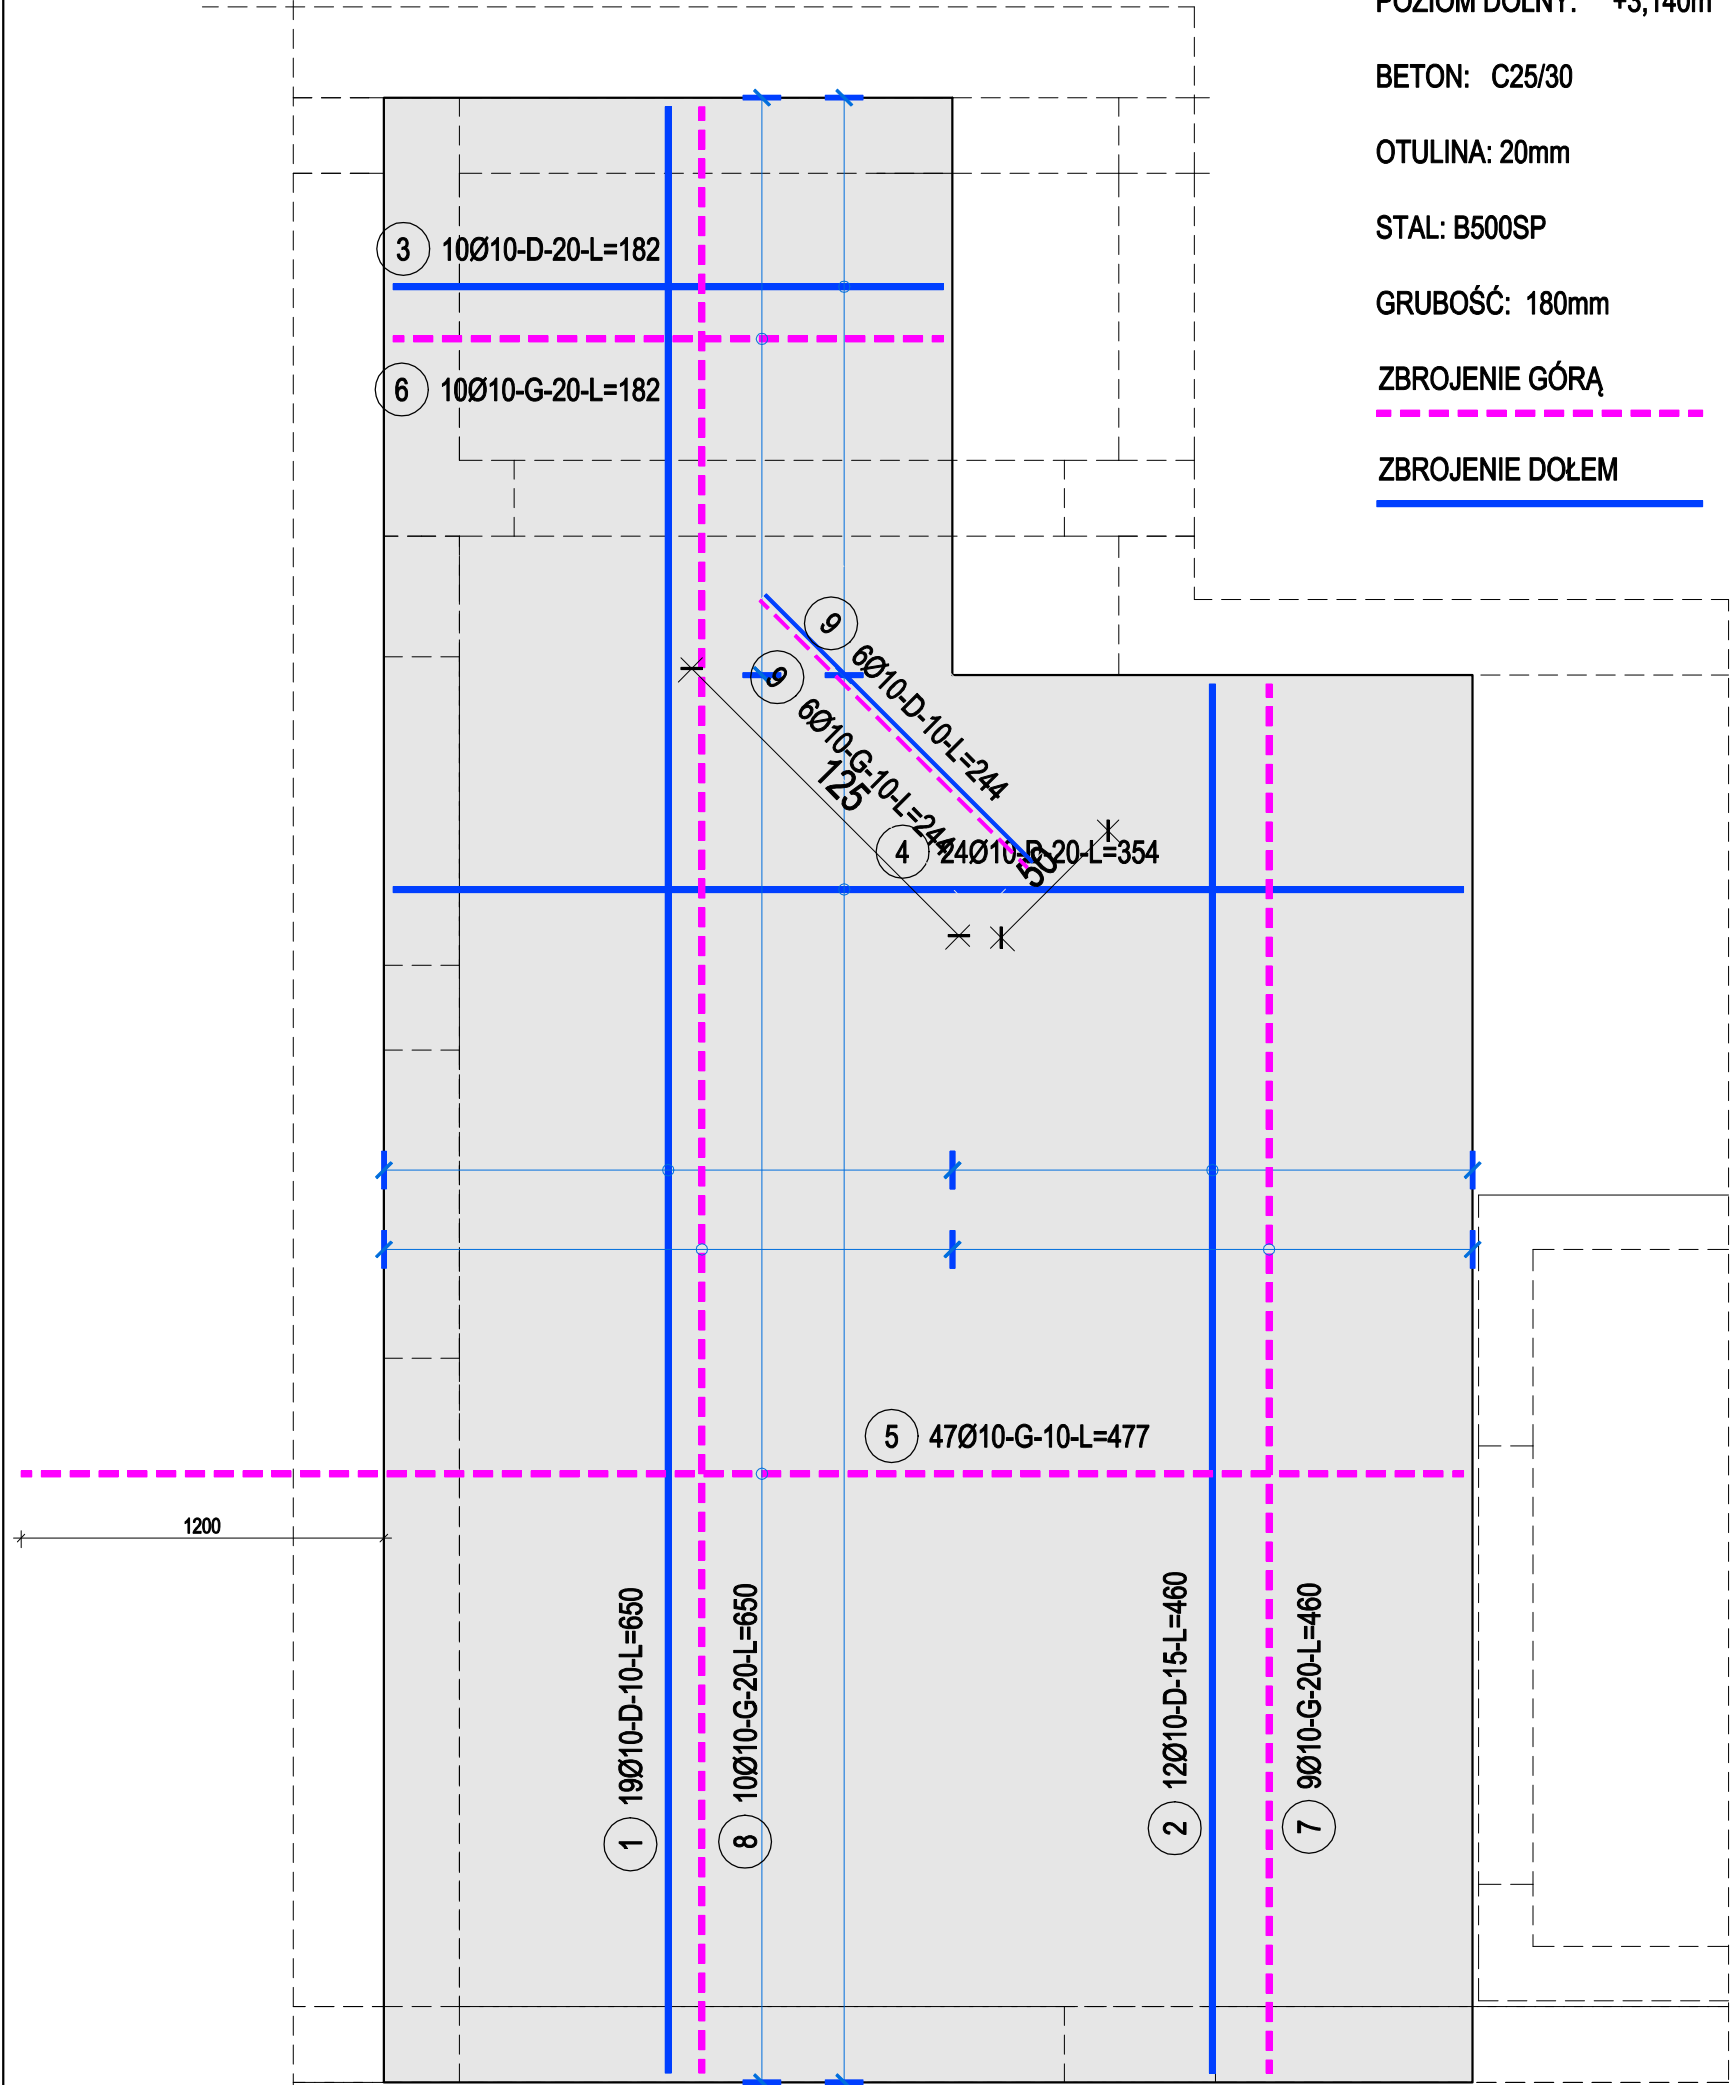 POZIOM DOLNY: +3,140m
BETON: C25/30
OTULINA: 20mm
STAL: B500SP
GRUBOŚĆ: 180mm
ZBROJENIE GÓRĄ
ZBROJENIE DOŁEM
3 10Ø10-D-20-L=182
6 10Ø10-G-20-L=182
9 6Ø10-D-10-L=244
9 6Ø10-G-10-L=244
125
4 24Ø10-D-20-L=354
50
5 47Ø10-G-10-L=477
1200
1 19Ø10-D-10-L=650
8 10Ø10-G-20-L=650
2 12Ø10-D-15-L=460
7 9Ø10-G-20-L=460